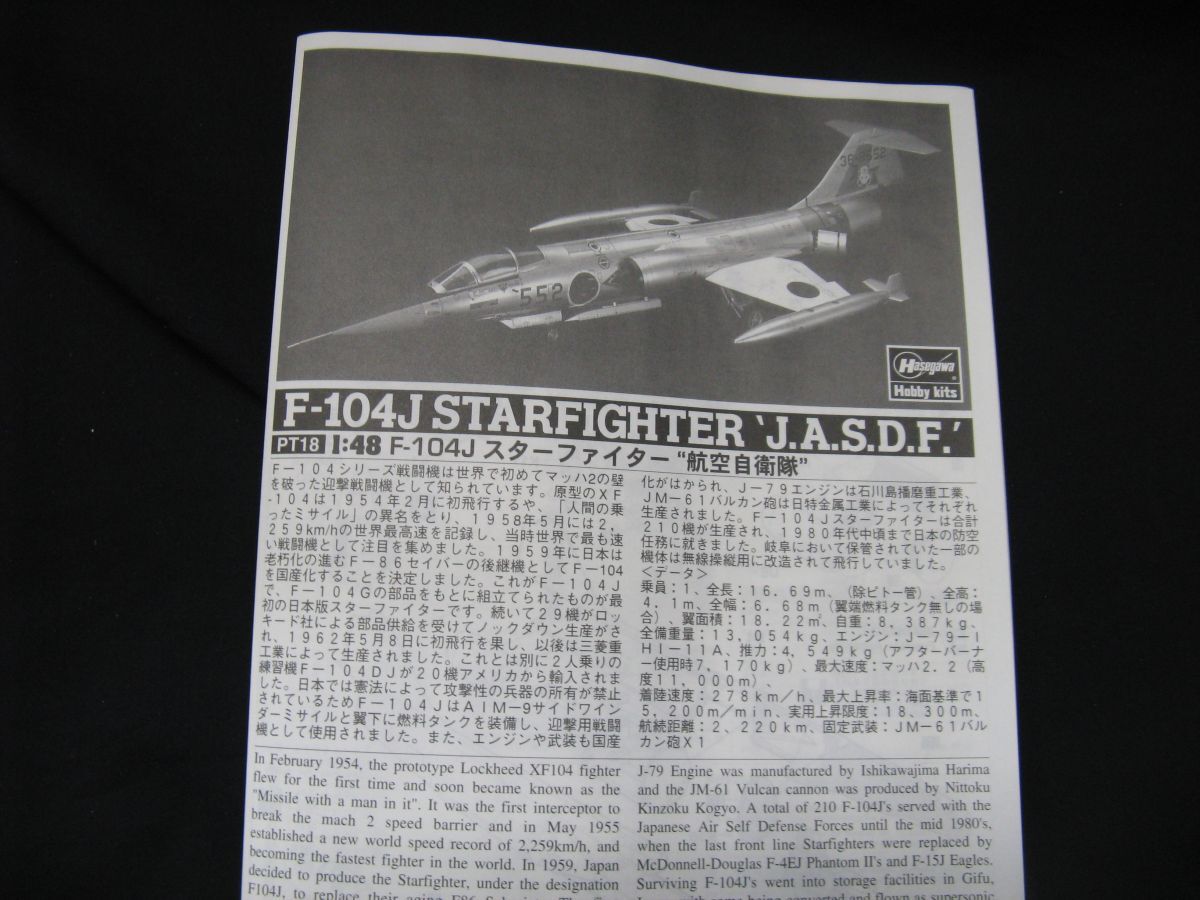 36-8552
552
Hasegawa
Hobby kits
F-104J STARFIGHTER 'J.A.S.D.F.'
PT18 1:48 F-104J スターファイター "航空自衛隊"
F－１０４シリーズ戦闘機は世界で初めてマッハ2の壁
を破った迎撃戦闘機として知られています。原型のＸＦ
-１０４は１９５４年２月に初飛行するや、「人間の乗
ったミサイル」の異名をとり、１９５8年５月には２，
２５９km/hの世界最高速を記録し、当時世界で最も速
い戦闘機として注目を集めました。１９５９年に日本は
老朽化の進むＦ－８６セイバーの後継機としてＦ－104
を国産化することを決定しました。これがＦ－１０４Ｊ
で、Ｆ－１０４Ｇの部品をもとに組立てられたものが最
初の日本版スターファイターです。続いて２９機がロッ
キード社による部品供給を受けてノックダウン生産がさ
れ、１９６２年５月８日に初飛行を果し、以後は三菱重
工業によって生産されました。これとは別に２人乗りの
練習機Ｆ－１０４ＤＪが２０機アメリカから輸入されま
した。日本では憲法によって攻撃性の兵器の所有が禁止
されているためＦ－１０４ＪはＡＩＭ－９サイドワイン
ダーミサイルと翼下に燃料タンクを装備し、迎撃用戦闘
機として使用されました。また、エンジンや武装も国産
化がはかられ、Ｊ－７９エンジンは石川島播磨重工業、
ＪＭ－６１バルカン砲は日特金属工業によってそれぞれ
生産されました。Ｆ－１０４Ｊスターファイターは合計
２１０機が生産され、１９８０年代中頃まで日本の防空
任務に就きました。岐阜において保管されていた一部の
機体は無線操縦用に改造されて飛行していました。
＜データ＞
乗員：１、全長：１６．６９ｍ、（除ピトー管）、全高：
４．１ｍ、全幅：６．６８ｍ（翼端燃料タンク無しの場
合）、翼面積：１８．２２㎡、自重：８，３８７ｋｇ、
全備重量：１３，０５４ｋｇ、エンジン：Ｊ－７９－Ｉ
ＨＩ－１１Ａ、推力：４，５４９ｋｇ（アフターバーナ
ー使用時７，１７０ｋｇ）、最大速度：マッハ２．２（高
度１１，０００ｍ）、
着陸速度：２７８ｋｍ／ｈ、最大上昇率：海面基準で１
５，２００ｍ／ｍｉｎ、実用上昇限度：１８，３００ｍ、
航続距離：２，２２０ｋｍ、固定武装：ＪＭ－６１バル
カン砲Ｘ１
In February 1954, the prototype Lockheed XF104 fighter
flew for the first time and soon became known as the
"Missile with a man in it". It was the first interceptor to
break the mach 2 speed barrier and in May 1955
established a new world speed record of 2,259km/h, and
becoming the fastest fighter in the world. In 1959, Japan
decided to produce the Starfighter, under the designation
F104J, to replace their aging F86
J-79 Engine was manufactured by Ishikawajima Harima
and the JM-61 Vulcan cannon was produced by Nittoku
Kinzoku Kogyo. A total of 210 F-104J's served with the
Japanese Air Self Defense Forces until the mid 1980's,
when the last front line Starfighters were replaced by
McDonnell-Douglas F-4EJ Phantom II's and F-15J Eagles.
Surviving F-104J's went into storage facilities in Gifu,
with some being converted and flown as supersonic